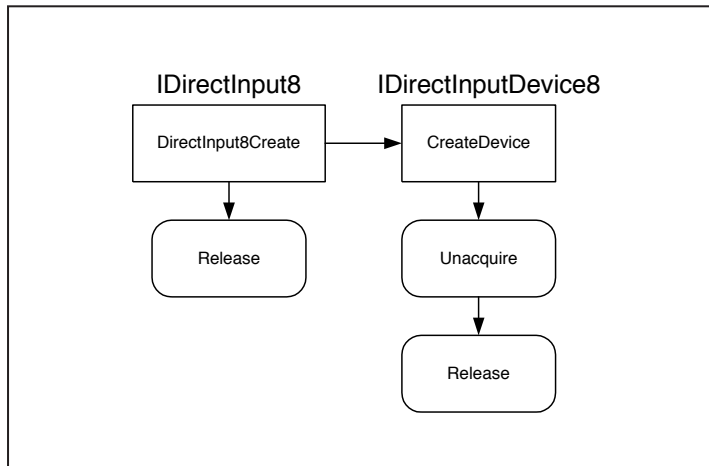 IDirectInput8
IDirectInputDevice8
DirectInput8Create
CreateDevice
Release
Unacquire
Release